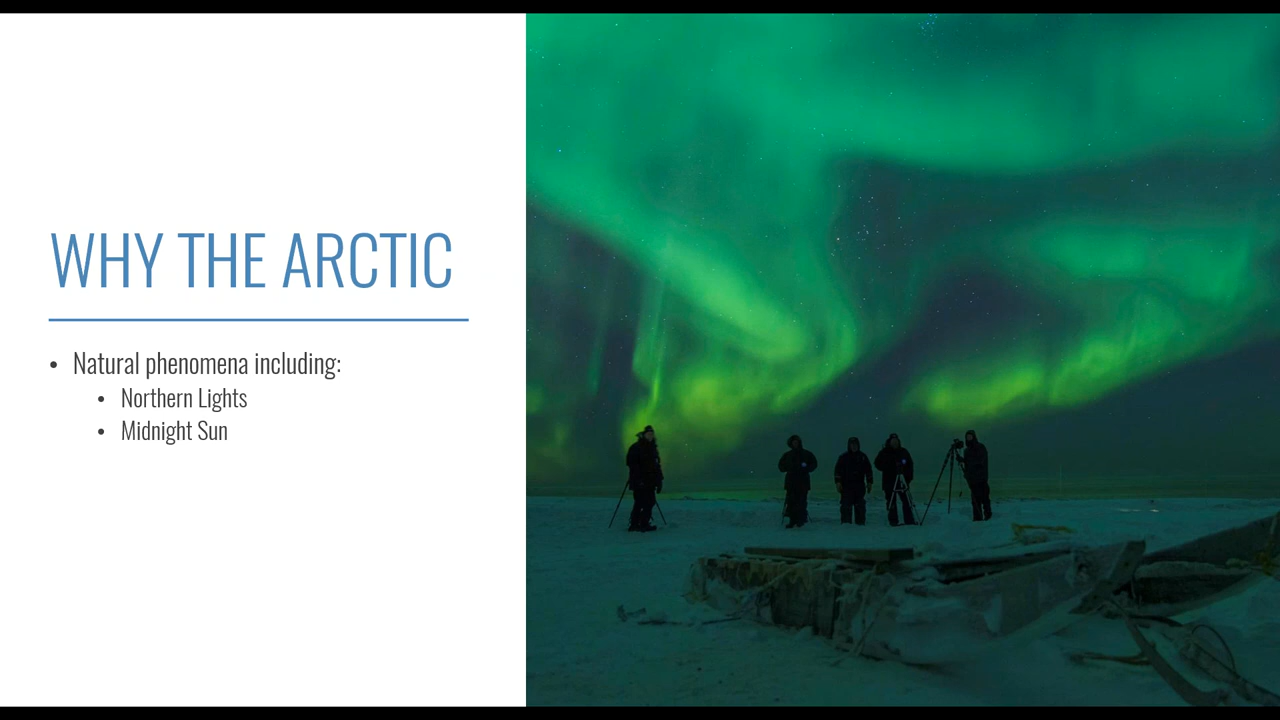 WHY THE ARCTIC
• Natural phenomena including:
• Northern Lights
• Midnight Sun